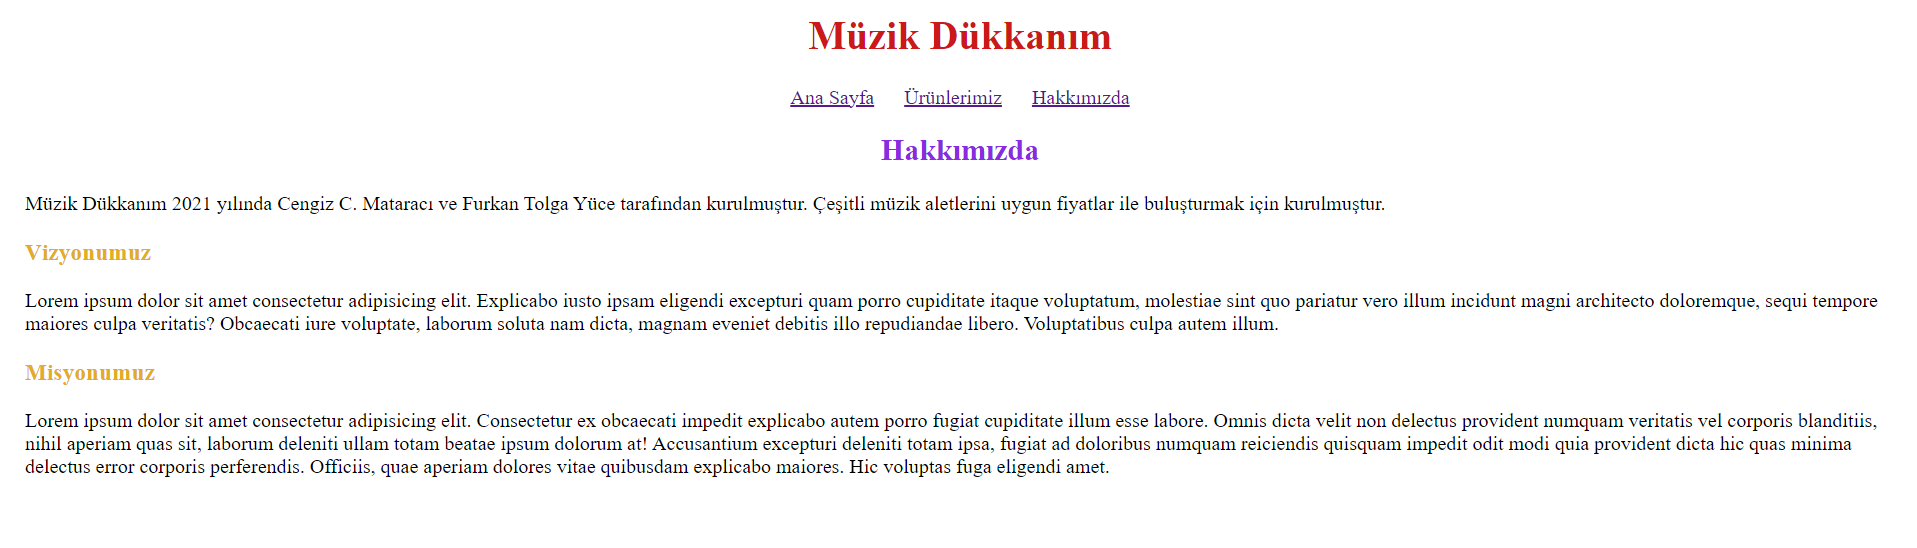 Müzik Dükkanım
Ana Sayfa Ürünlerimiz Hakkımızda
Hakkımızda
Müzik Dükkanım 2021 yılında Cengiz C. Mataracı ve Furkan Tolga Yüce tarafından kurulmuştur. Çeşitli müzik aletlerini uygun fiyatlar ile buluşturmak için kurulmuştur.
Vizyonumuz
Lorem ipsum dolor sit amet consectetur adipisicing elit. Explicabo iusto ipsam eligendi excepturi quam porro cupiditate itaque voluptatum, molestiae sint quo pariatur vero illum incidunt magni architecto doloremque, sequi tempore
maiores culpa veritatis? Obcaecati iure voluptate, laborum soluta nam dicta, magnam eveniet debitis illo repudiandae libero. Voluptatibus culpa autem illum.
Misyonumuz
Lorem ipsum dolor sit amet consectetur adipisicing elit. Consectetur ex obcaecati impedit explicabo autem porro fugiat cupiditate illum esse labore. Omnis dicta velit non delectus provident numquam veritatis vel corporis blanditiis,
nihil aperiam quas sit, laborum deleniti ullam totam beatae ipsum dolorum at! Accusantium excepturi deleniti totam ipsa, fugiat ad doloribus numquam reiciendis quisquam impedit odit modi quia provident dicta hic quas minima
delectus error corporis perferendis. Officiis, quae aperiam dolores vitae quibusdam explicabo maiores. Hic voluptas fuga eligendi amet.